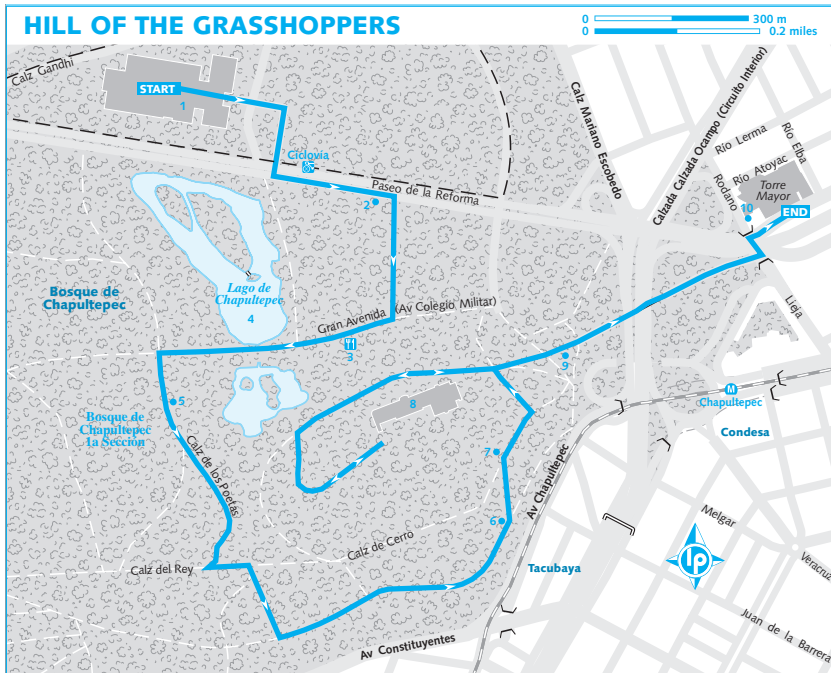 HILL OF THE GRASSHOPPERS
0 300 m
0 0.2 miles
Calz Gandhi
START
1
Ciclovía
Paseo de la Reforma
2
Calz Mariano Escobedo
Calzada Calzada Ocampo (Circuito Interior)
Río Lerma
Río Elba
Río Atoyac
Rodano
Torre
Mayor
10
END
Bosque de
Chapultepec
Lago de
Chapultepec
4
Gran Avenida (Av Colegio Militar)
3
Lieja
9
M
Chapultepec
Condesa
5
Bosque de
Chapultepec
1a Sección
Calz de los Poetas
8
7
Av Chapultepec
6
Calz de Cerro
Calz del Rey
Melgar
lp
Tacubaya
Veracruz
Juan de la Barrera
Av Constituyentes